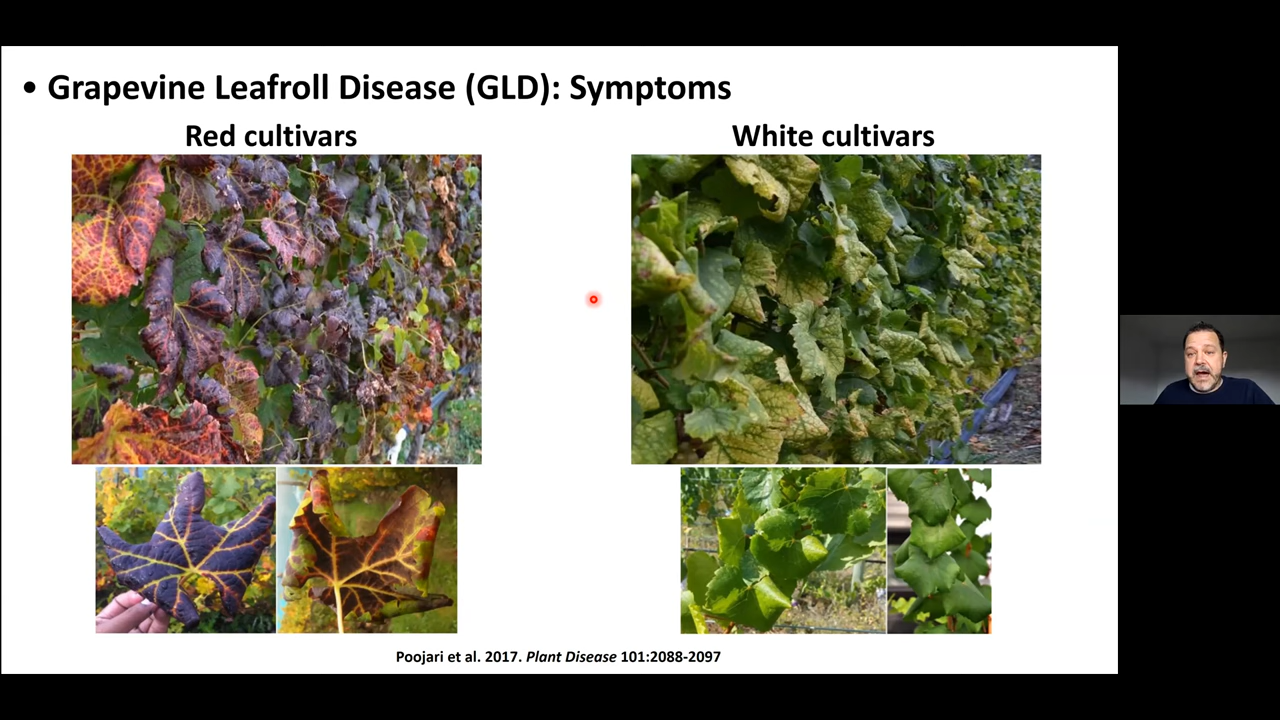 • Grapevine Leafroll Disease (GLD): Symptoms
Red cultivars
White cultivars
Poojari et al. 2017. Plant Disease 101:2088-2097